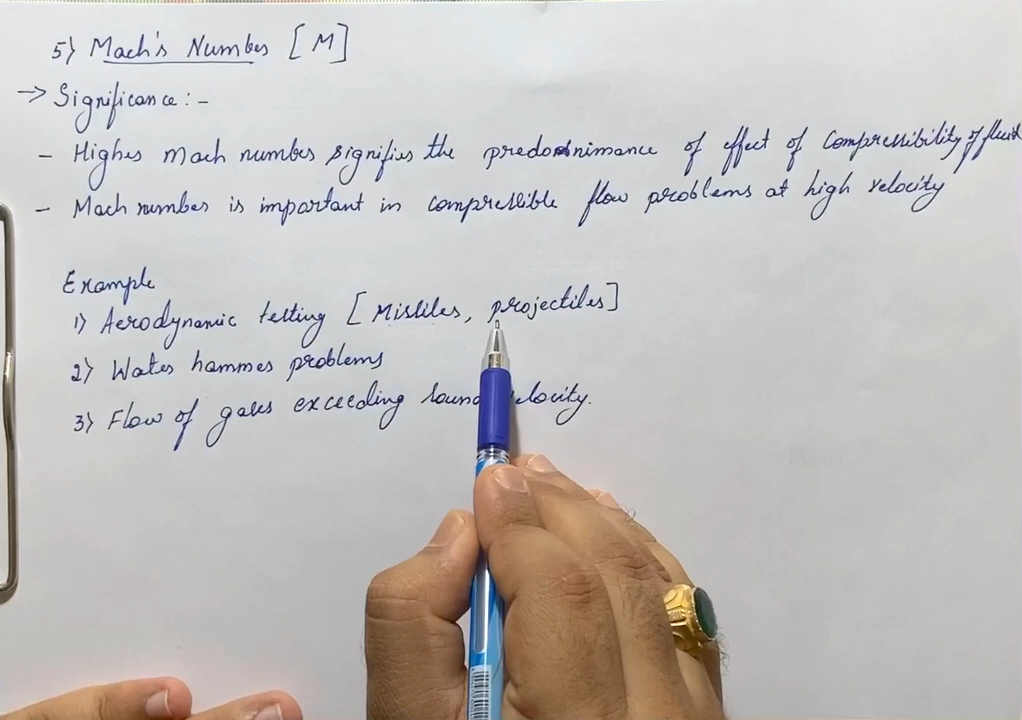 5) Mach's Number [M]
→ Significance :-
- Higher Mach number signifies the predominimance of effect of Compressibility of fluid
- Mach number is important in compressible flow problems at high velocity
Example
1) Aerodynamic testing [Missiles, projectiles]
2) Water hammer problems
3) Flow of gases exceeding sound velocity.